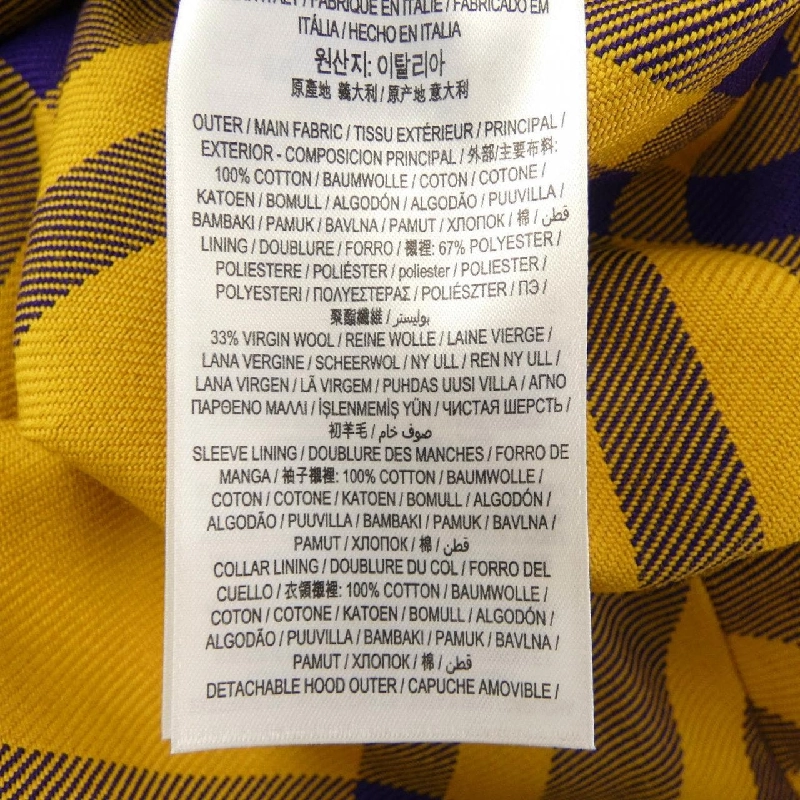 ITALY / FABRIQUÉ EN ITALIE / FABRICADO EM
ITÁLIA / HECHO EN ITALIA
원산지: 이탈리아
原產地 義大利 / 原产地 意大利
OUTER / MAIN FABRIC / TISSU EXTÉRIEUR / PRINCIPAL /
EXTERIOR - COMPOSICION PRINCIPAL / 外部/主要布料:
100% COTTON / BAUMWOLLE / COTON / COTONE /
KATOEN / BOMULL / ALGODÓN / ALGODÃO / PUUVILLA /
BAMBAKI / PAMUK / BAVLNA / PAMUT / ХЛОПОК / 棉 / قطن
LINING / DOUBLURE / FORRO / 襯裡: 67% POLYESTER /
POLIESTERE / POLIÉSTER / poliester / POLIESTER /
POLYESTERI / ΠΟΛΥΕΣΤΕΡΑΣ / POLIÉSZTER / ПЭ /
聚酯纖維 / بوليستر
33% VIRGIN WOOL / REINE WOLLE / LAINE VIERGE /
LANA VERGINE / SCHEERWOL / NY ULL / REN NY ULL /
LANA VIRGEN / LÃ VIRGEM / PUHDAS UUSI VILLA / ΑΓΝΟ
ΠΑΡΘΕΝΟ ΜΑΛΛΙ / İŞLENMEMİŞ YÜN / ЧИСТАЯ ШЕРСТЬ /
初羊毛 / صوف خام
SLEEVE LINING / DOUBLURE DES MANCHES / FORRO DE
MANGA / 袖子襯裡: 100% COTTON / BAUMWOLLE /
COTON / COTONE / KATOEN / BOMULL / ALGODÓN /
ALGODÃO / PUUVILLA / BAMBAKI / PAMUK / BAVLNA /
PAMUT / ХЛОПОК / 棉 / قطن
COLLAR LINING / DOUBLURE DU COL / FORRO DEL
CUELLO / 衣領襯裡: 100% COTTON / BAUMWOLLE /
COTON / COTONE / KATOEN / BOMULL / ALGODÓN /
ALGODÃO / PUUVILLA / BAMBAKI / PAMUK / BAVLNA /
PAMUT / ХЛОПОК / 棉 / قطن
DETACHABLE HOOD OUTER / CAPUCHE AMOVIBLE /